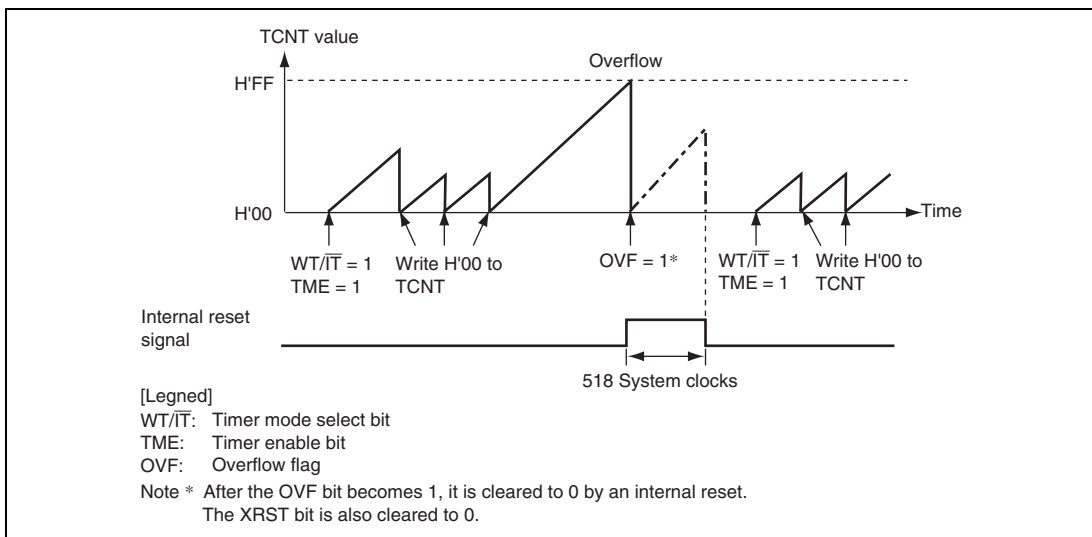 TCNT value
Overflow
H'FF
H'00
Time
WT/IT = 1
TME = 1
Write H'00 to
TCNT
OVF = 1*
WT/IT = 1
TME = 1
Write H'00 to
TCNT
Internal reset
signal
518 System clocks
[Legned]
WT/IT: Timer mode select bit
TME: Timer enable bit
OVF: Overflow flag
Note * After the OVF bit becomes 1, it is cleared to 0 by an internal reset.
The XRST bit is also cleared to 0.